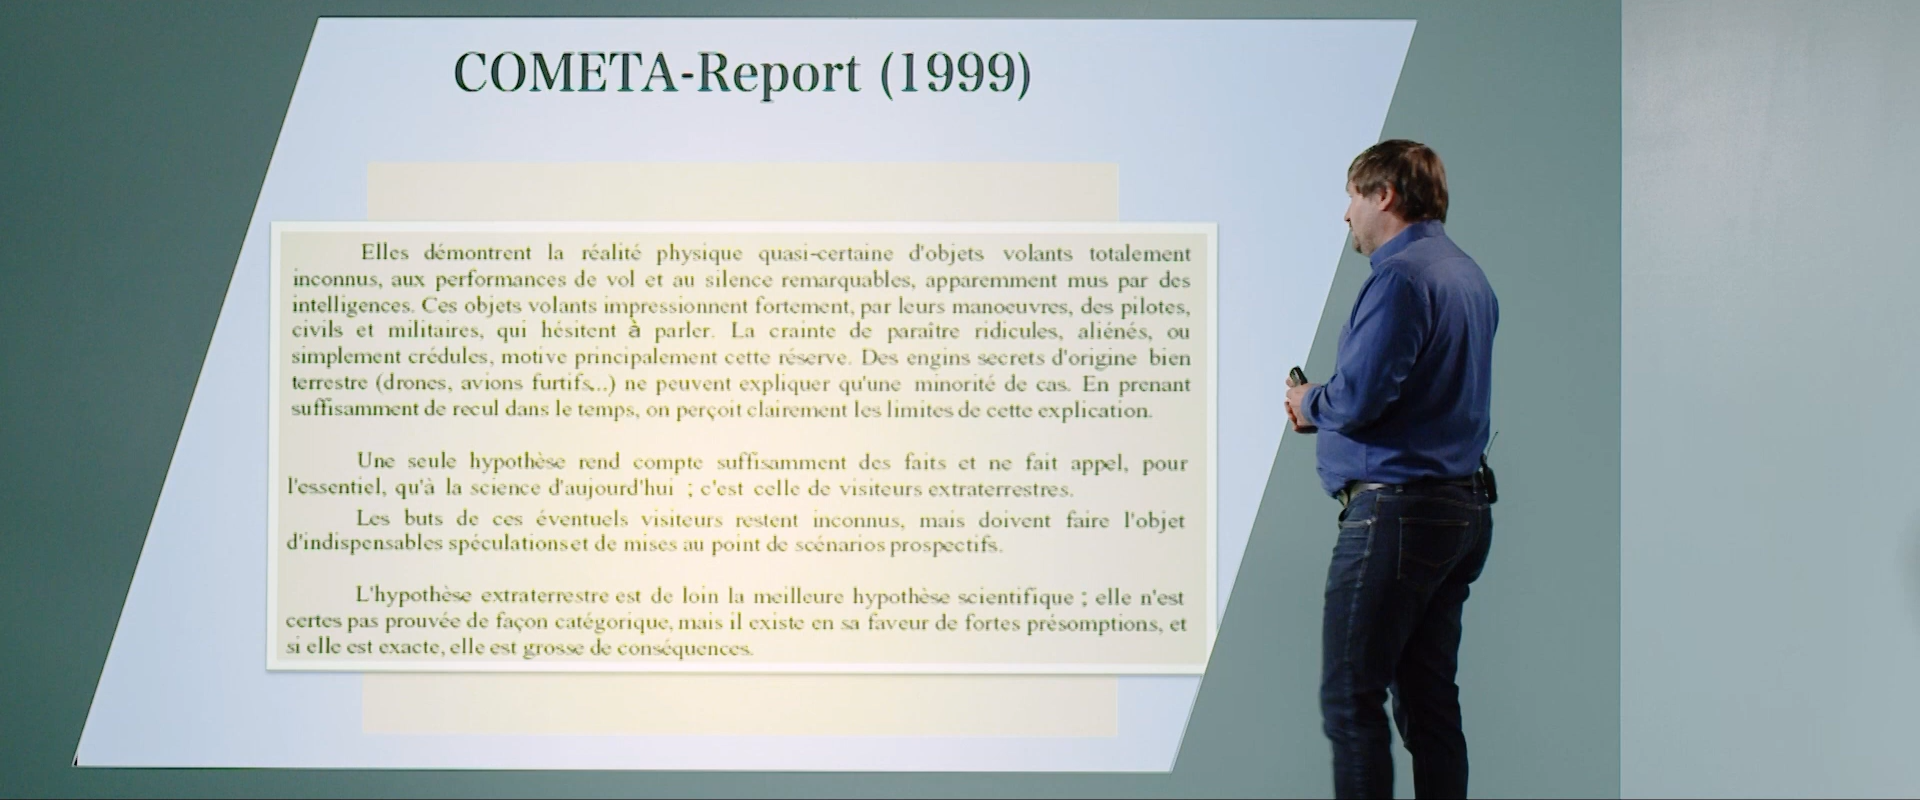 COMETA-Report (1999)
Elles démontrent la réalité physique quasi-certaine d'objets volants totalement
inconnus, aux performances de vol et au silence remarquables, apparemment mus par des
intelligences. Ces objets volants impressionnent fortement, par leurs manoeuvres, des pilotes,
civils et militaires, qui hésitent à parler. La crainte de paraître ridicules, aliénés, ou
simplement crédules, motive principalement cette réserve. Des engins secrets d'origine bien
terrestre (drones, avions furtifs...) ne peuvent expliquer qu'une minorité de cas. En prenant
suffisamment de recul dans le temps, on perçoit clairement les limites de cette explication.
Une seule hypothèse rend compte suffisamment des faits et ne fait appel, pour
l'essentiel, qu'à la science d'aujourd'hui ; c'est celle de visiteurs extraterrestres.
Les buts de ces éventuels visiteurs restent inconnus, mais doivent faire l'objet
d'indispensables spéculationset de mises au point de scénarios prospectifs.
L'hypothèse extraterrestre est de loin la meilleure hypothèse scientifique ; elle n'est
certes pas prouvée de façon catégorique, mais il existe en sa faveur de fortes présomptions, et
si elle est exacte, elle est grosse de conséquences.